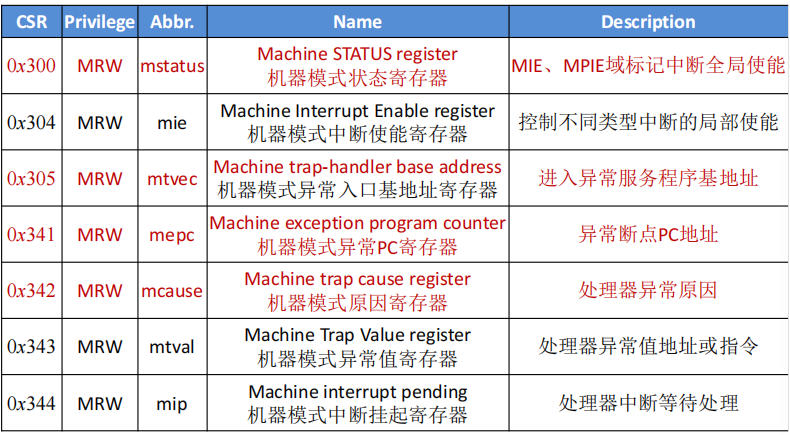 CSR Privilege Abbr. Name Description
0x300 MRW mstatus Machine STATUS register MIE、MPIE域标记中断全局使能
机器模式状态寄存器
0x304 MRW mie Machine Interrupt Enable register 控制不同类型中断的局部使能
机器模式中断使能寄存器
0x305 MRW mtvec Machine trap-handler base address 进入异常服务程序基地址
机器模式异常入口基地址寄存器
0x341 MRW mepc Machine exception program counter 异常断点PC地址
机器模式异常PC寄存器
0x342 MRW mcause Machine trap cause register 处理器异常原因
机器模式原因寄存器
0x343 MRW mtval Machine Trap Value register 处理器异常值地址或指令
机器模式异常值寄存器
0x344 MRW mip Machine interrupt pending 处理器中断等待处理
机器模式中断挂起寄存器